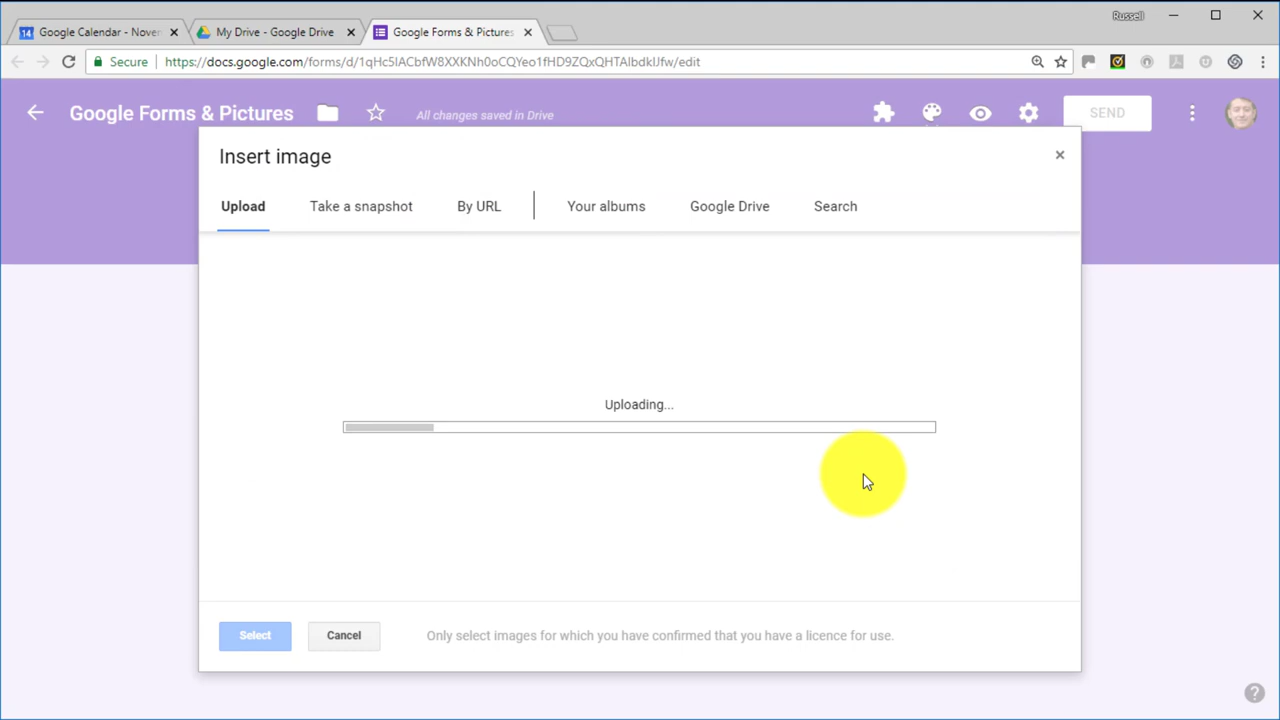 Russell
14 Google Calendar - Nover
My Drive - Google Drive
Google Forms & Pictures
Secure https://docs.google.com/forms/d/1qHc5lACbfW8XXKNh0oCQYeo1fHD9ZQxQHTAlbdklJfw/edit
Google Forms & Pictures
All changes saved in Drive
SEND
Insert image
Upload Take a snapshot By URL Your albums Google Drive Search
Uploading...
Select Cancel Only select images for which you have confirmed that you have a licence for use.